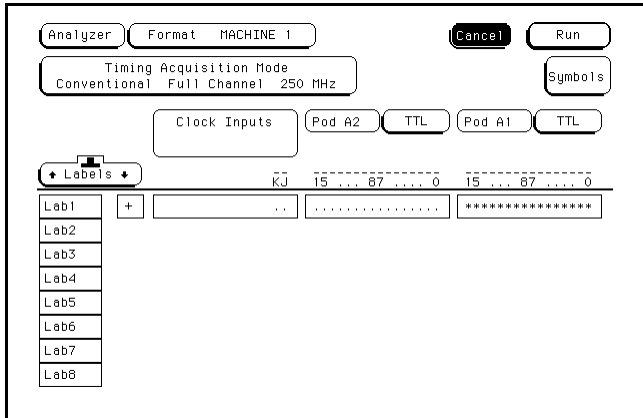 Analyzer Format MACHINE 1 Cancel Run
Timing Acquisition Mode
Conventional Full Channel 250 MHz
Symbols
Clock Inputs Pod A2 TTL Pod A1 TTL
↑ Labels ↓
KJ 15 ... 87 .... 0 15 ... 87 .... 0
Lab1 + .. ................ ****************
Lab2
Lab3
Lab4
Lab5
Lab6
Lab7
Lab8